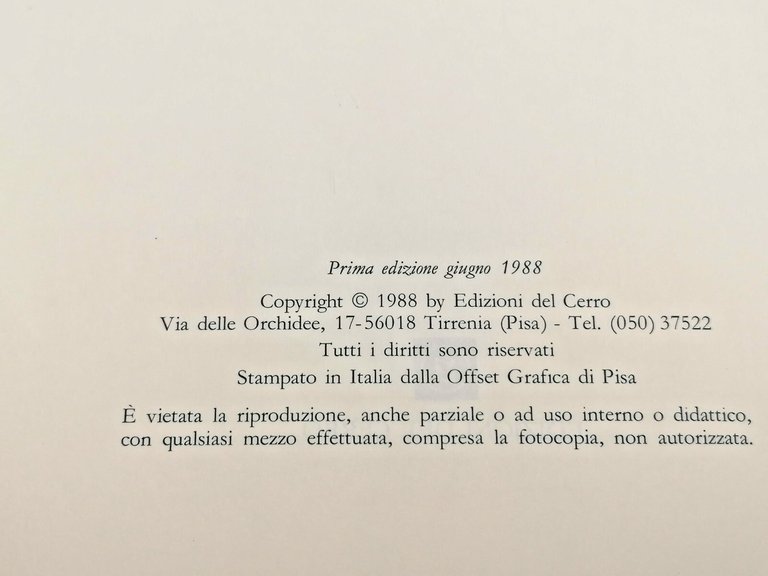 Prima edizione giugno 1988
Copyright © 1988 by Edizioni del Cerro
Via delle Orchidee, 17-56018 Tirrenia (Pisa) - Tel. (050) 37522
Tutti i diritti sono riservati
Stampato in Italia dalla Offset Grafica di Pisa
È vietata la riproduzione, anche parziale o ad uso interno o didattico,
con qualsiasi mezzo effettuata, compresa la fotocopia, non autorizzata.